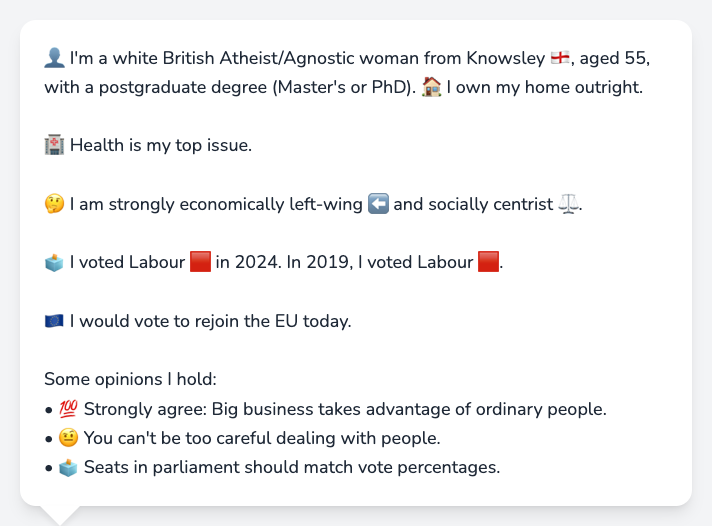 👤 I'm a white British Atheist/Agnostic woman from Knowsley 🏴󠁧󠁢󠁥󠁮󠁧󠁿, aged 55,
with a postgraduate degree (Master's or PhD). 🏠 I own my home outright.
🏥 Health is my top issue.
🤔 I am strongly economically left-wing ⬅️ and socially centrist ⚖️.
🗳️ I voted Labour 🟥 in 2024. In 2019, I voted Labour 🟥.
🇪🇺 I would vote to rejoin the EU today.
Some opinions I hold:
• 💯 Strongly agree: Big business takes advantage of ordinary people.
• 🤨 You can't be too careful dealing with people.
• 🗳️ Seats in parliament should match vote percentages.